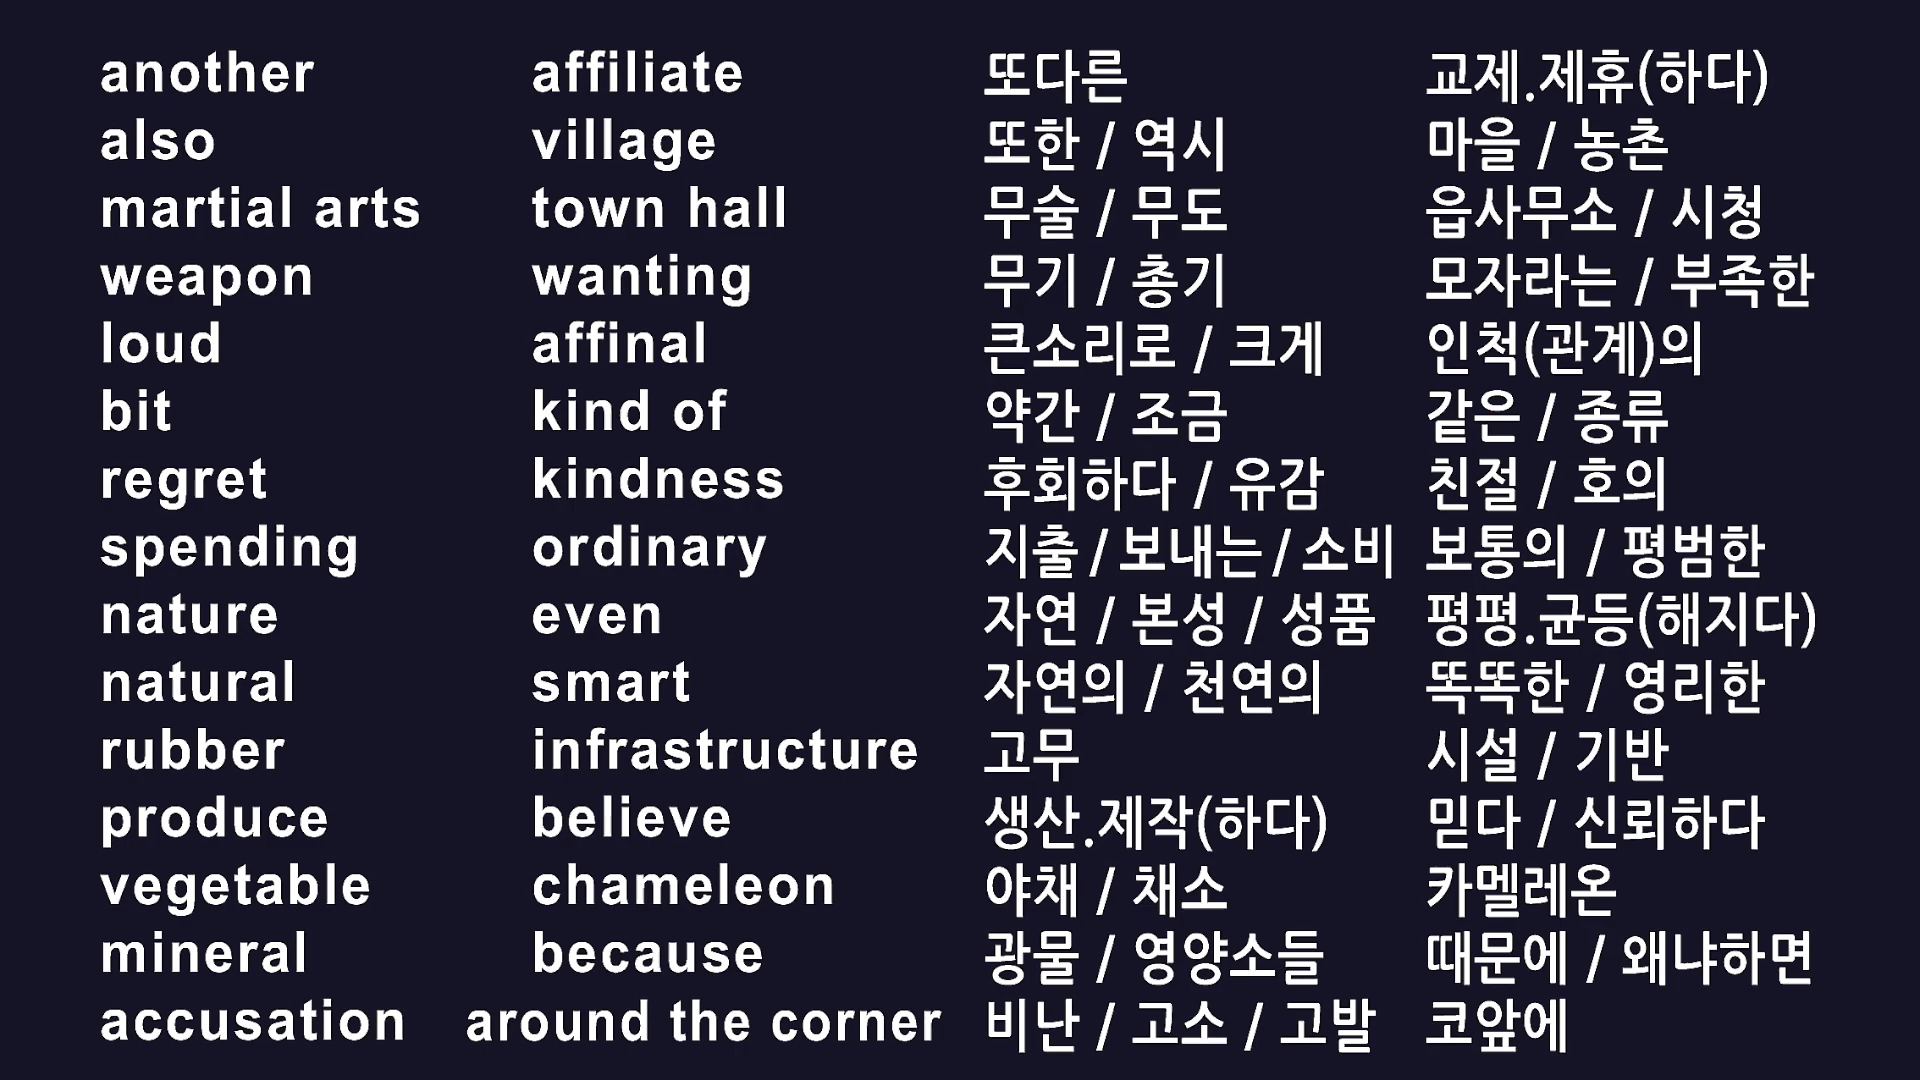 another affiliate 또다른 교제.제휴(하다)
also village 또한 / 역시 마을 / 농촌
martial arts town hall 무술 / 무도 읍사무소 / 시청
weapon wanting 무기 / 총기 모자라는 / 부족한
loud affinal 큰소리로 / 크게 인척(관계)의
bit kind of 약간 / 조금 같은 / 종류
regret kindness 후회하다 / 유감 친절 / 호의
spending ordinary 지출 / 보내는 / 소비 보통의 / 평범한
nature even 자연 / 본성 / 성품 평평.균등(해지다)
natural smart 자연의 / 천연의 똑똑한 / 영리한
rubber infrastructure 고무 시설 / 기반
produce believe 생산.제작(하다) 믿다 / 신뢰하다
vegetable chameleon 야채 / 채소 카멜레온
mineral because 광물 / 영양소들 때문에 / 왜냐하면
accusation around the corner 비난 / 고소 / 고발 코앞에